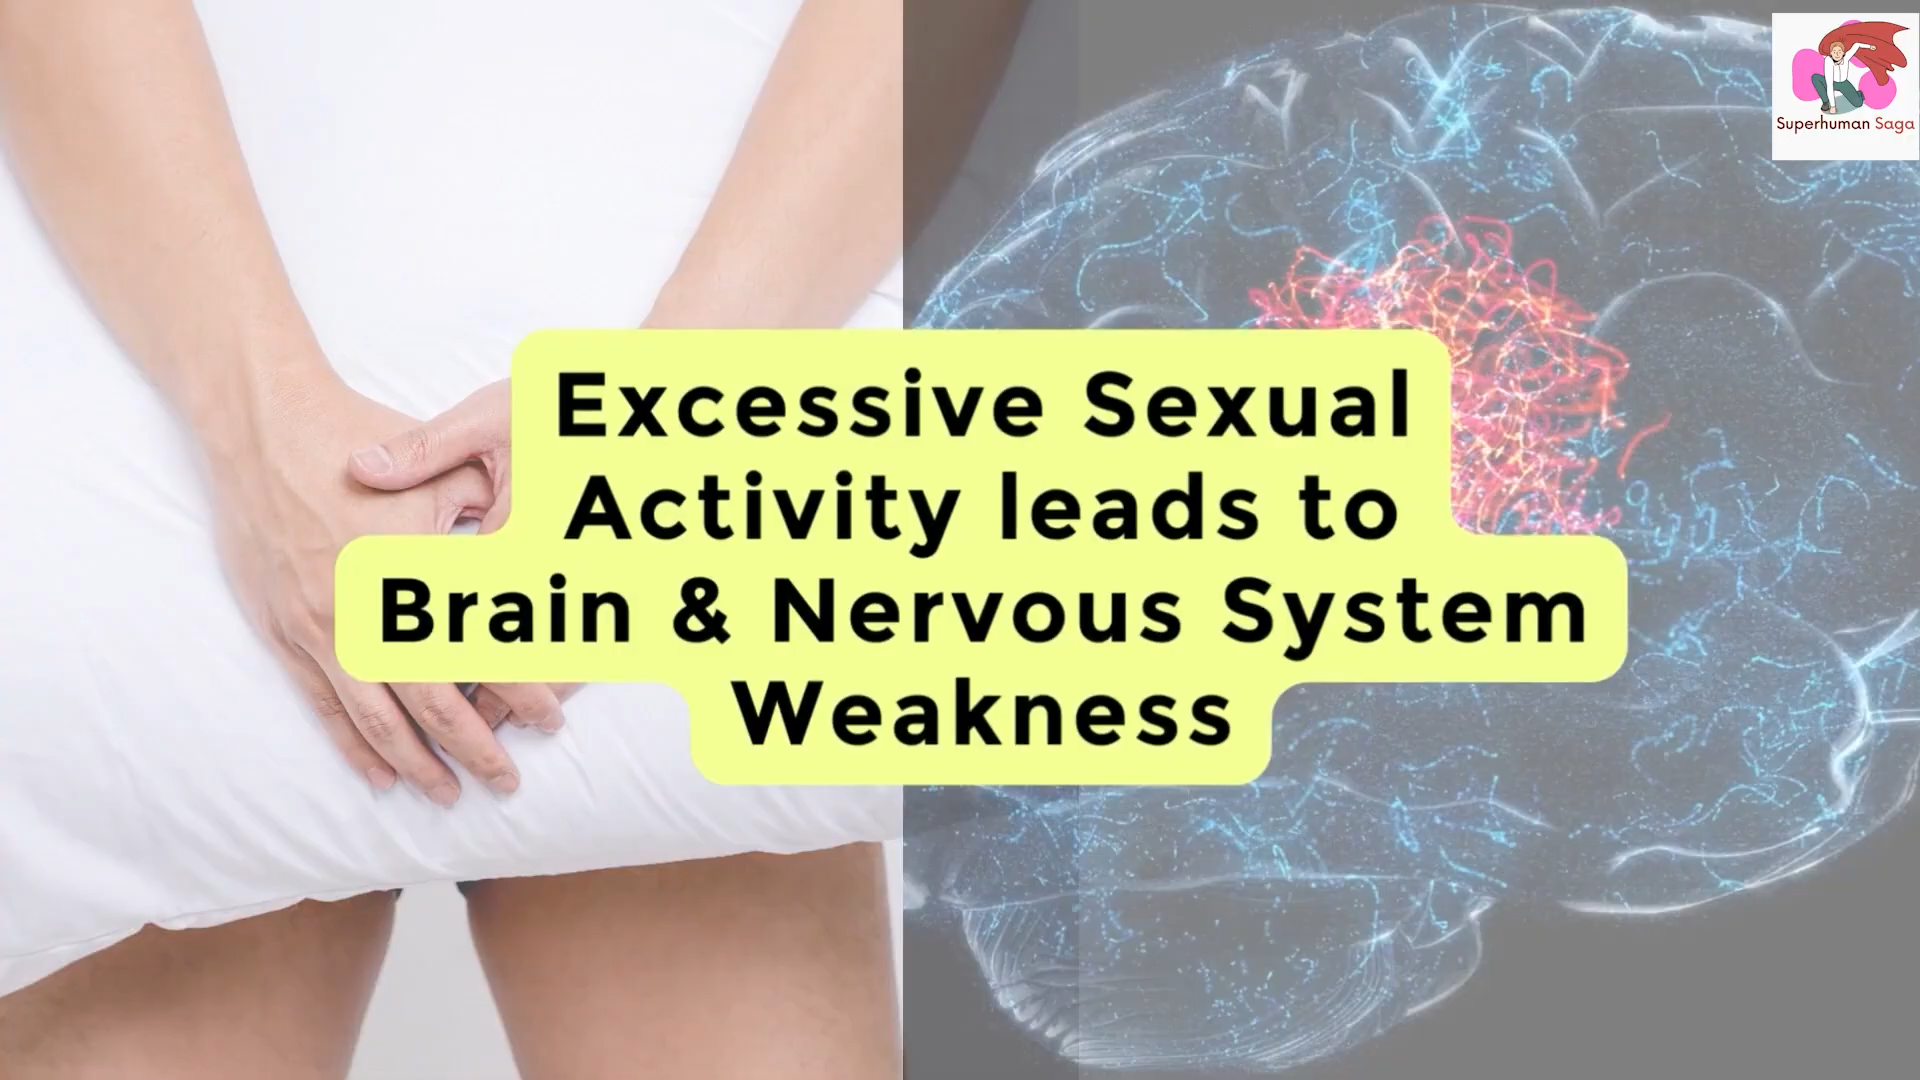 Superhuman Saga
Excessive Sexual
Activity leads to
Brain & Nervous System
Weakness